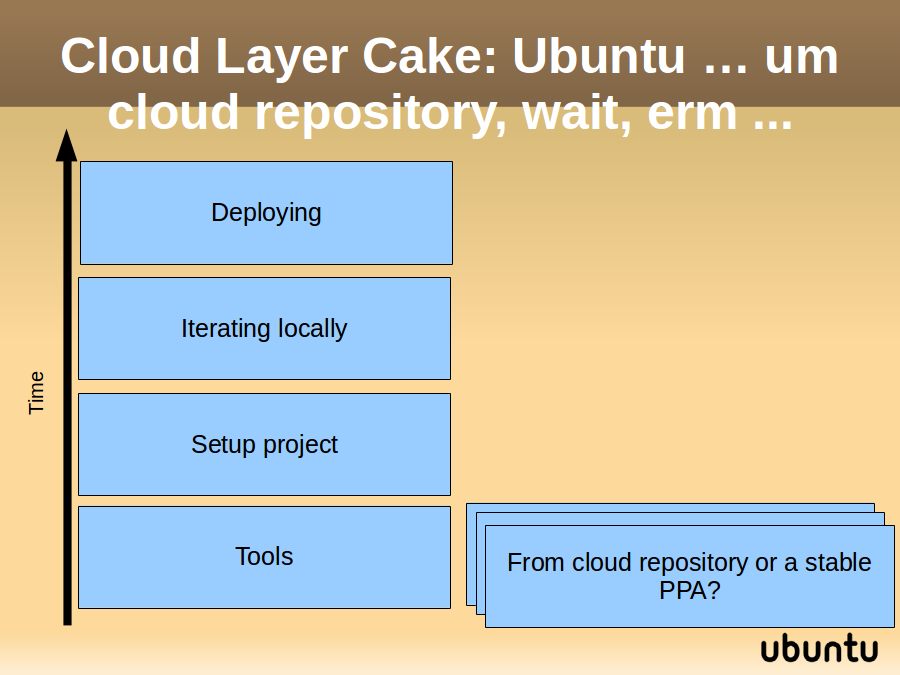 Cloud Layer Cake: Ubuntu … um
cloud repository, wait, erm ...
Deploying
Iterating locally
Time
Setup project
Tools
From cloud repository or a stable
PPA?
ubuntu